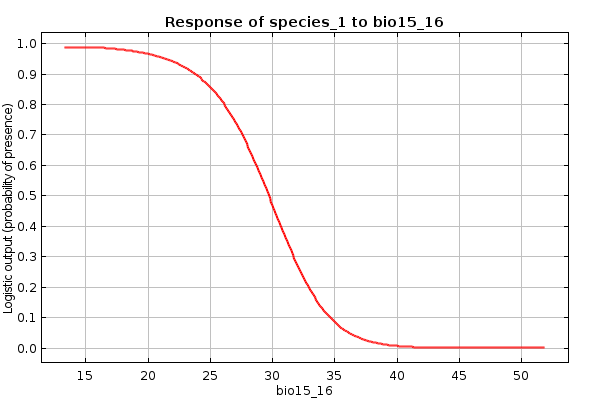 Response of species_1 to bio15_16
Logistic output (probability of presence)
1.0
0.9
0.8
0.7
0.6
0.5
0.4
0.3
0.2
0.1
0.0
15 20 25 30 35 40 45 50
bio15_16